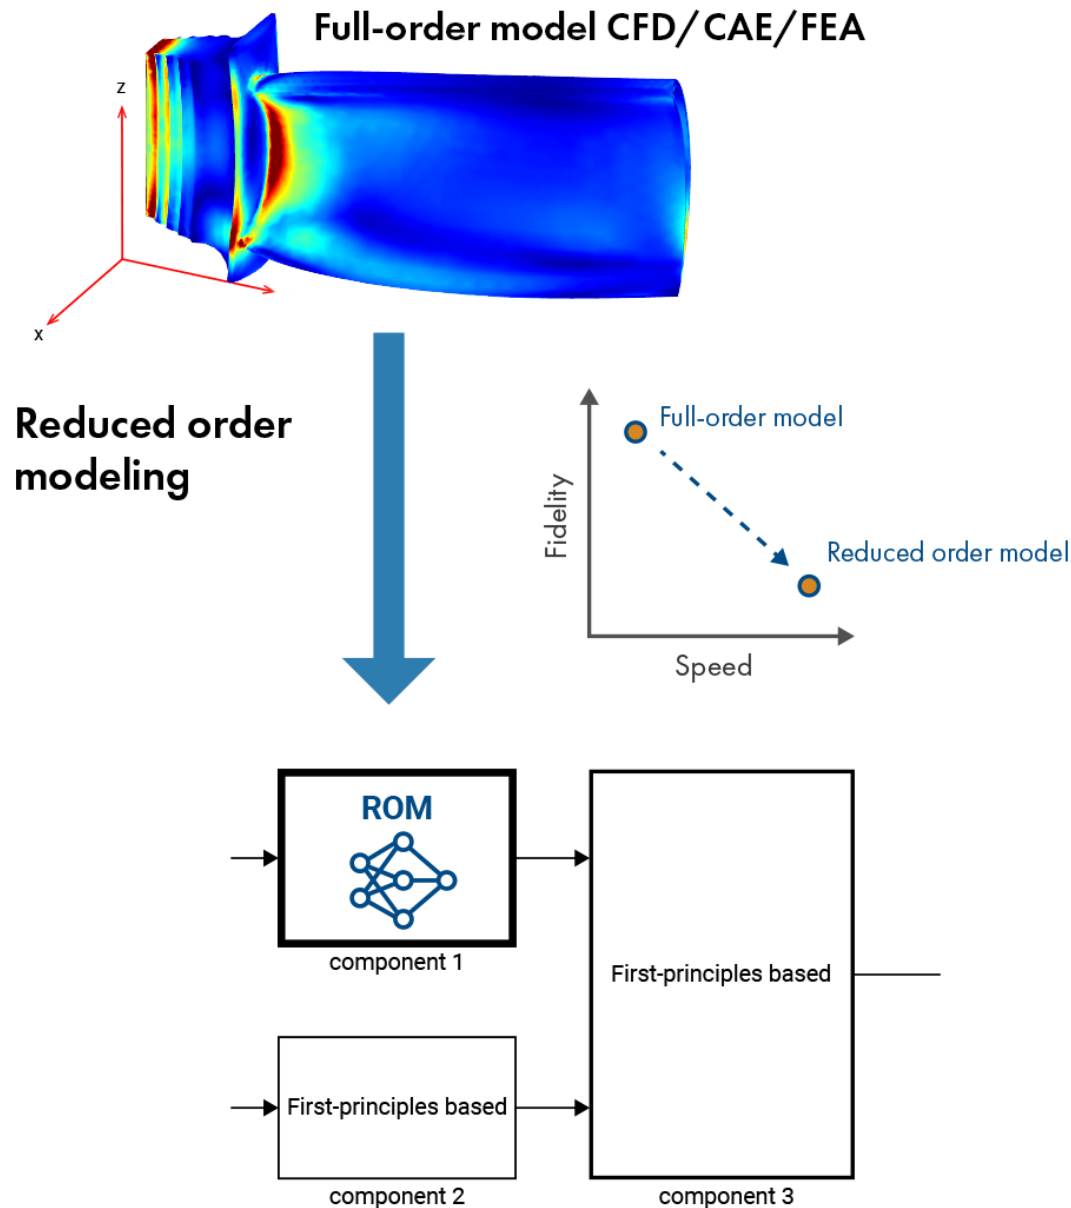 Full-order model CFD/CAE/FEA
z
x
Reduced order
modeling
Full-order model
Fidelity
Reduced order model
Speed
ROM
component 1
First-principles based
First-principles based
component 2
component 3